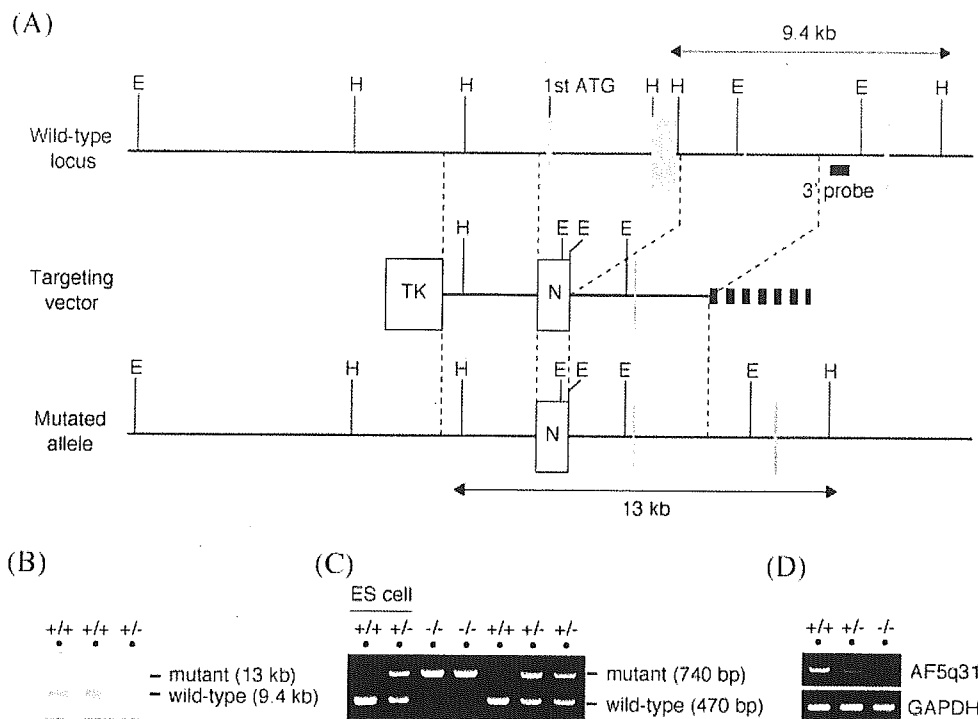 (A)
9.4 kb
E H H 1st ATG H H E E H
Wild-type
locus
3' probe
H E E E
Targeting
vector
TK N
E H H E E E E H
Mutated
allele
N
13 kb
(B)
+/+ +/+ +/-
mutant (13 kb)
wild-type (9.4 kb)
(C)
ES cell
+/+ +/- -/- -/- +/+ +/- +/-
mutant (740 bp)
wild-type (470 bp)
(D)
+/+ +/- -/-
AF5q31
GAPDH